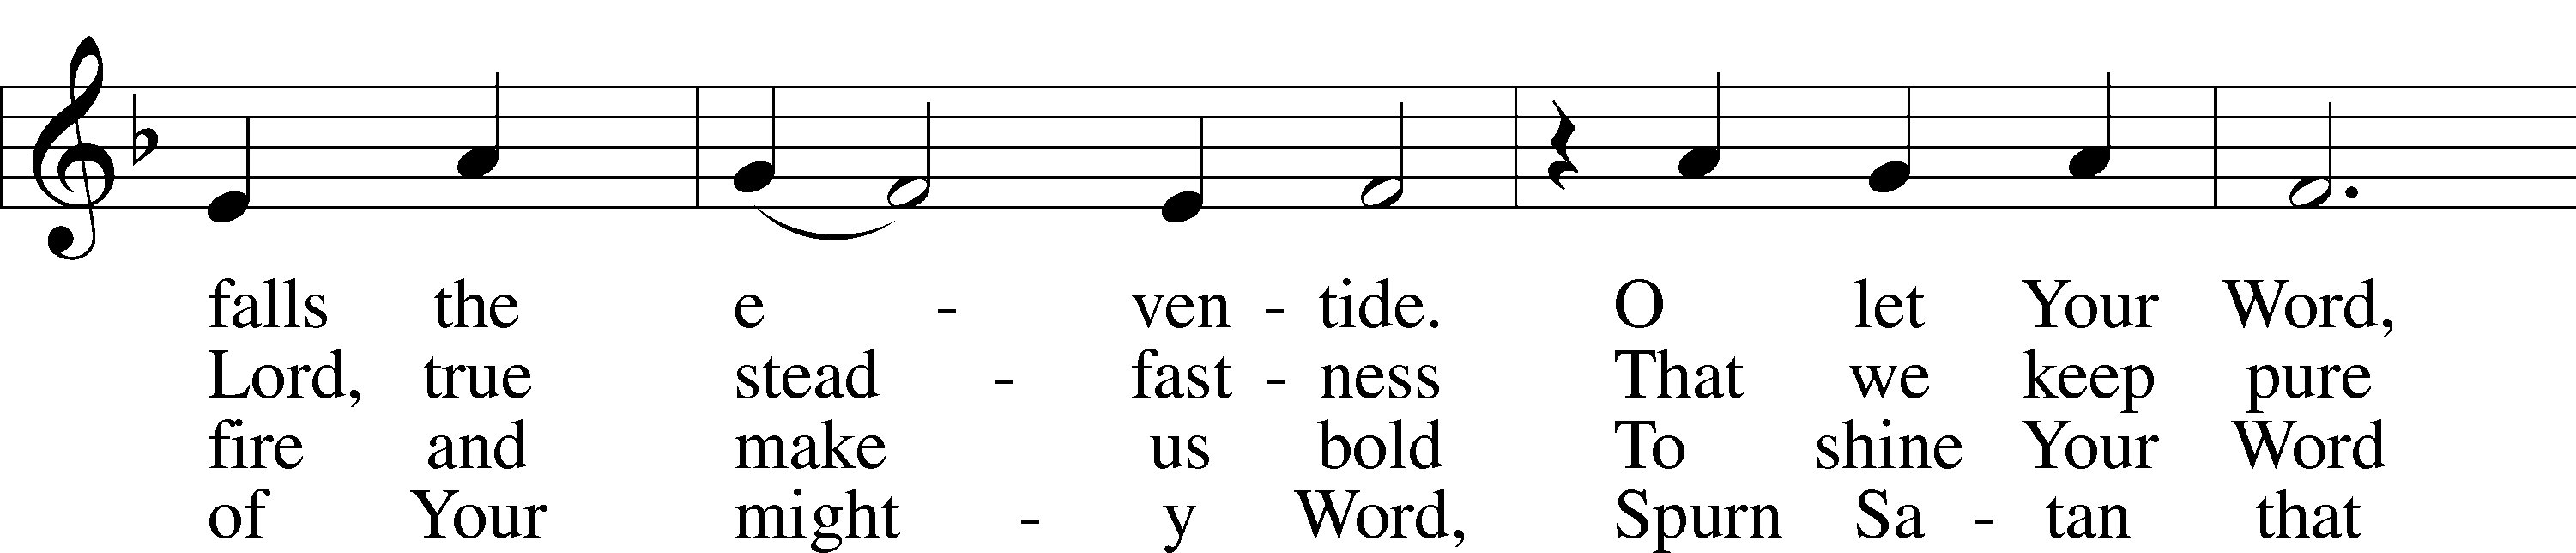 falls the e - ven - tide. O let Your Word,
Lord, true stead - fast - ness That we keep pure
fire and make us bold To shine Your Word
of Your might - y Word, Spurn Sa - tan that